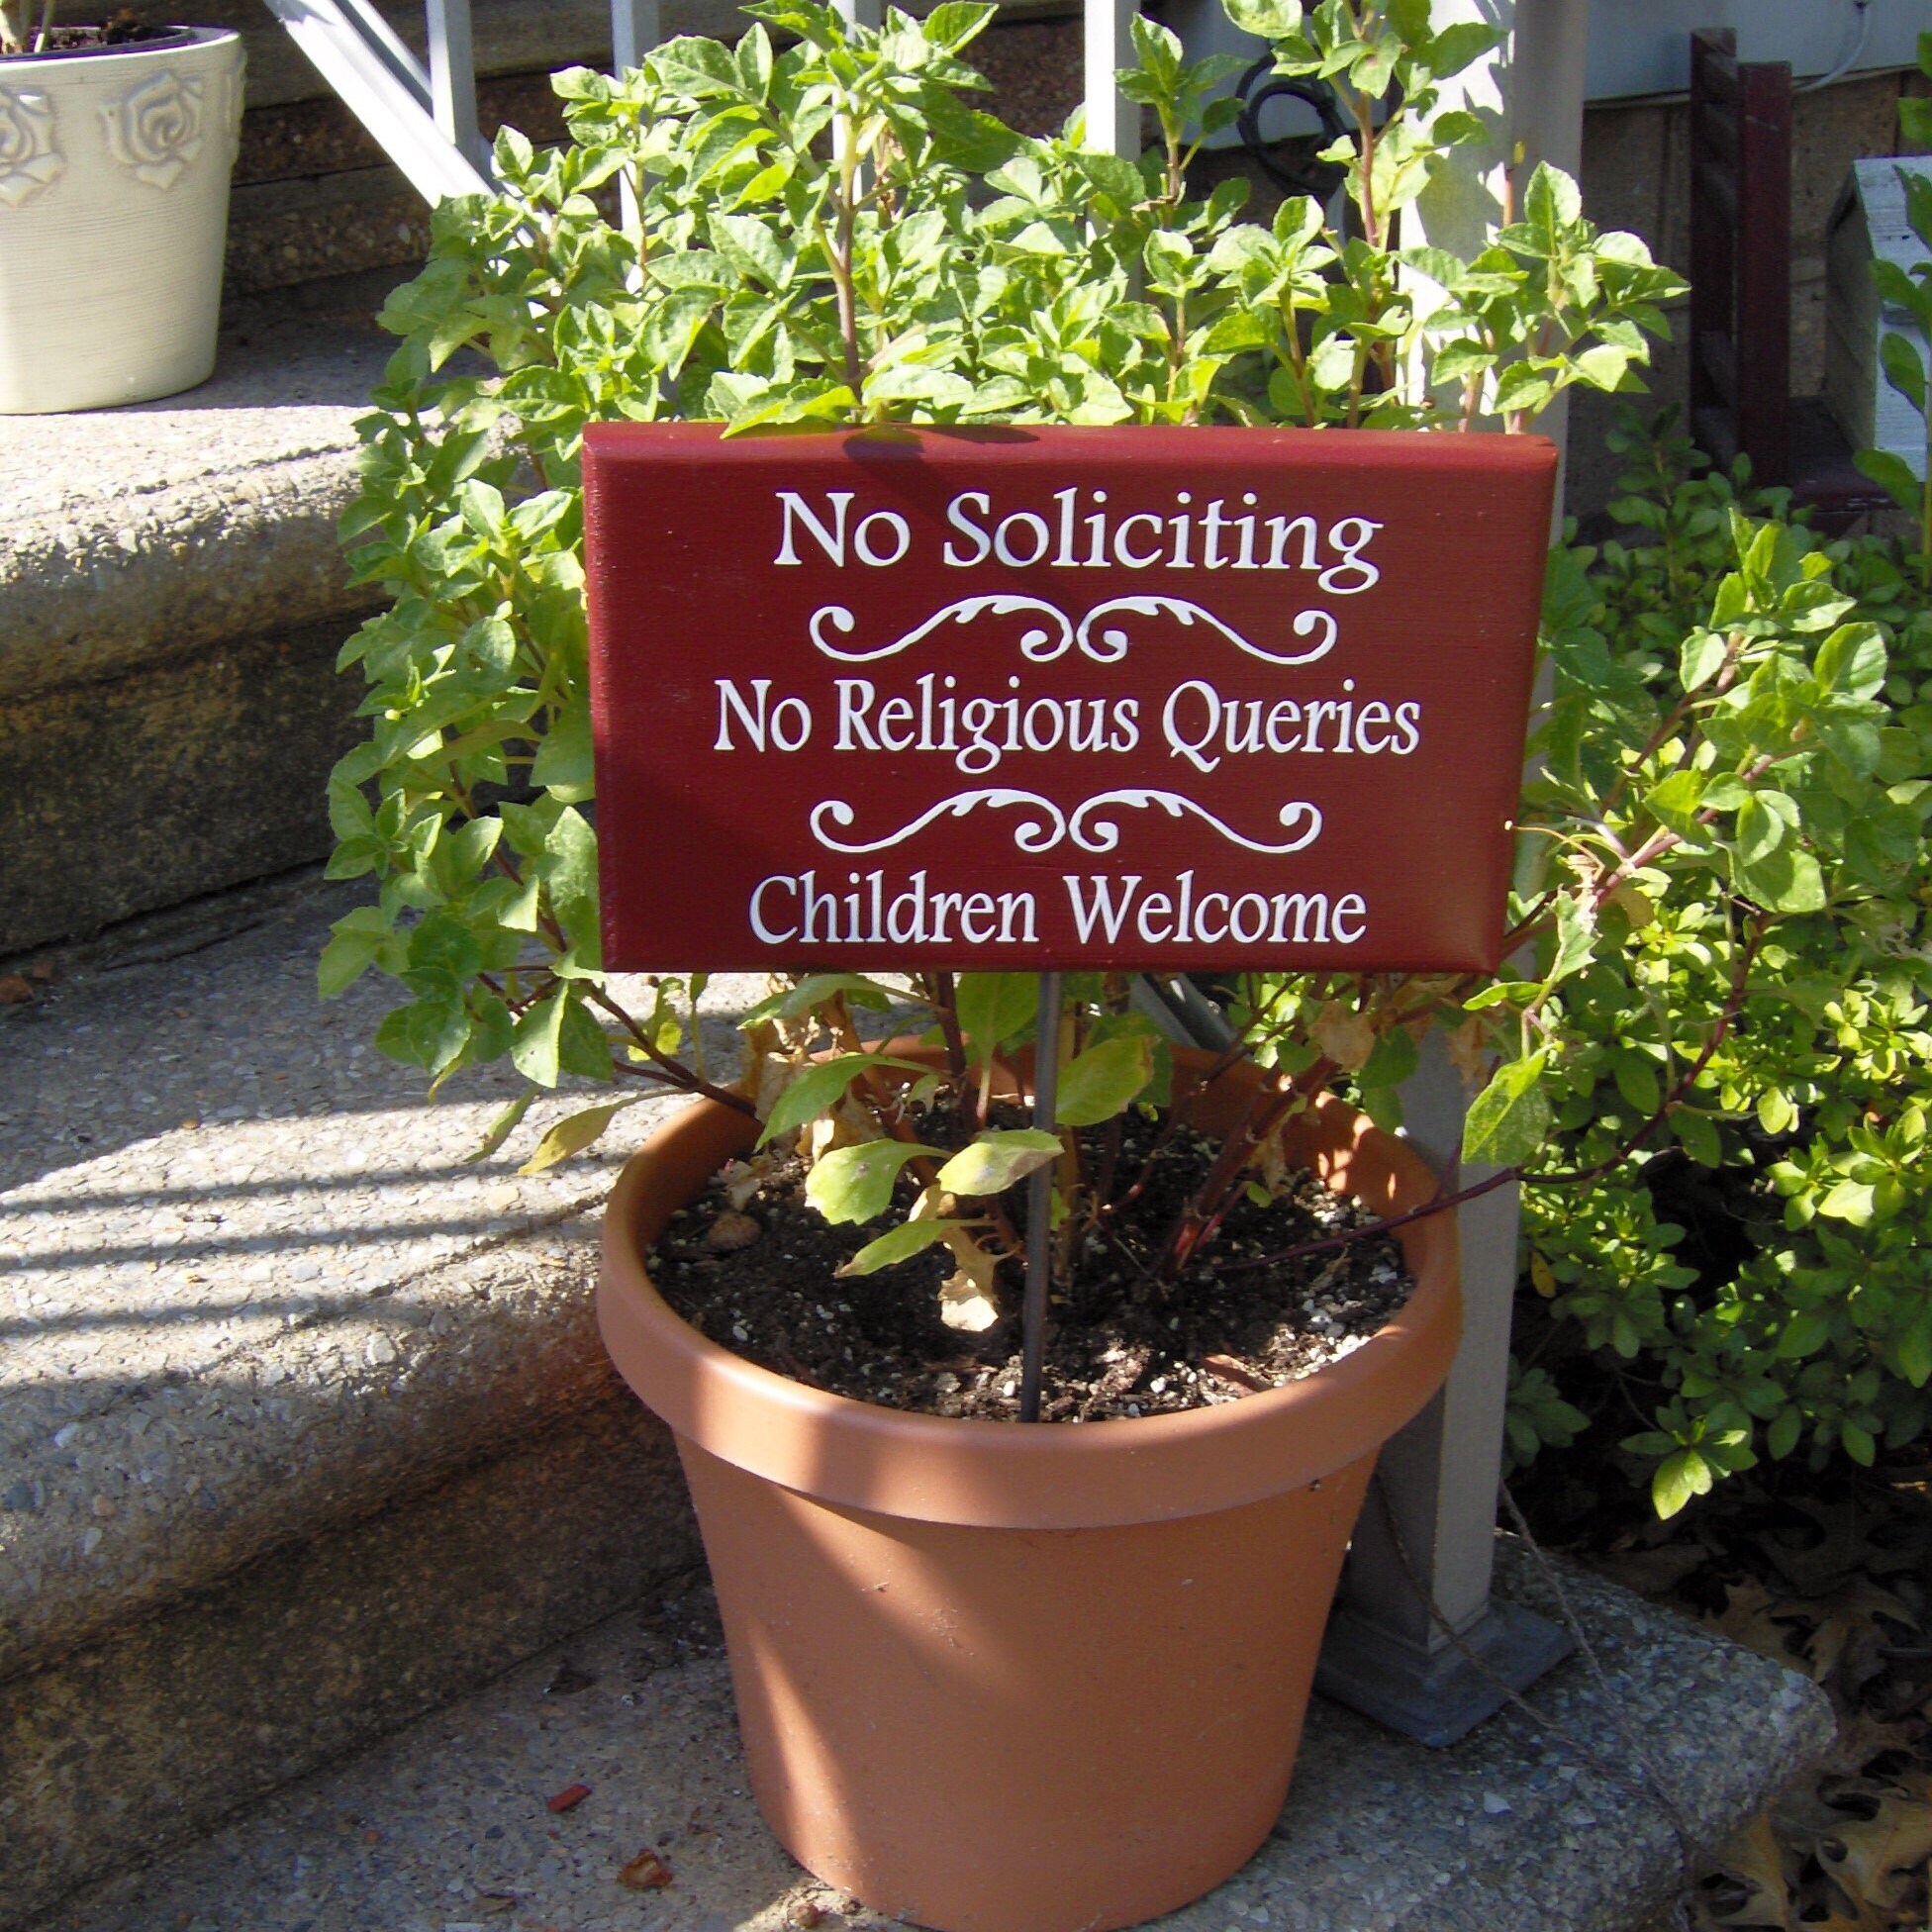 No Soliciting
No Religious Queries
Children Welcome